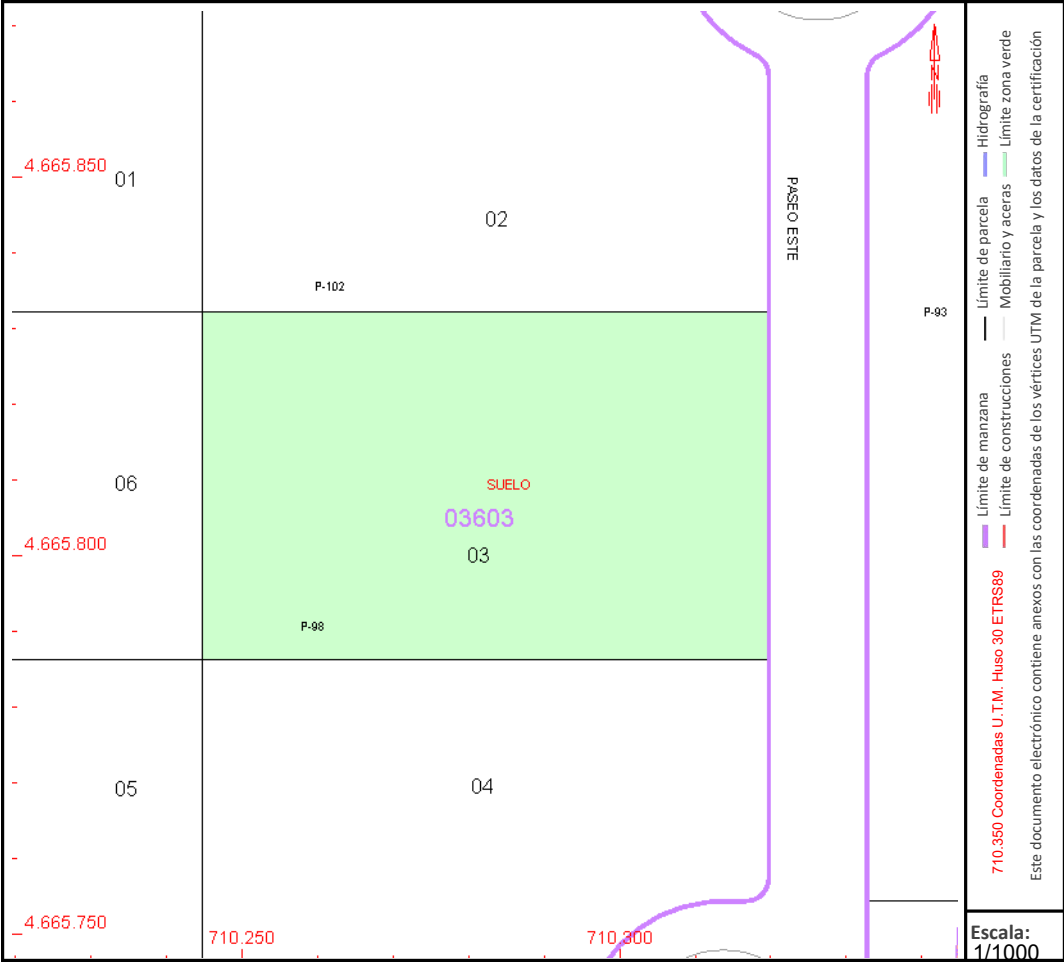 4.665.850
01
02
PASEO ESTE
P-102
P-93
06
SUELO
03603
4.665.800
03
P-98
05
04
4.665.750
710.250
710.300
N
710.350 Coordenadas U.T.M. Huso 30 ETRS89
Límite de manzana
Límite de parcela
Hidrografía
Límite de construcciones
Mobiliario y aceras
Límite zona verde
Este documento electrónico contiene anexos con las coordenadas de los vértices UTM de la parcela y los datos de la certificación
Escala:
1/1000